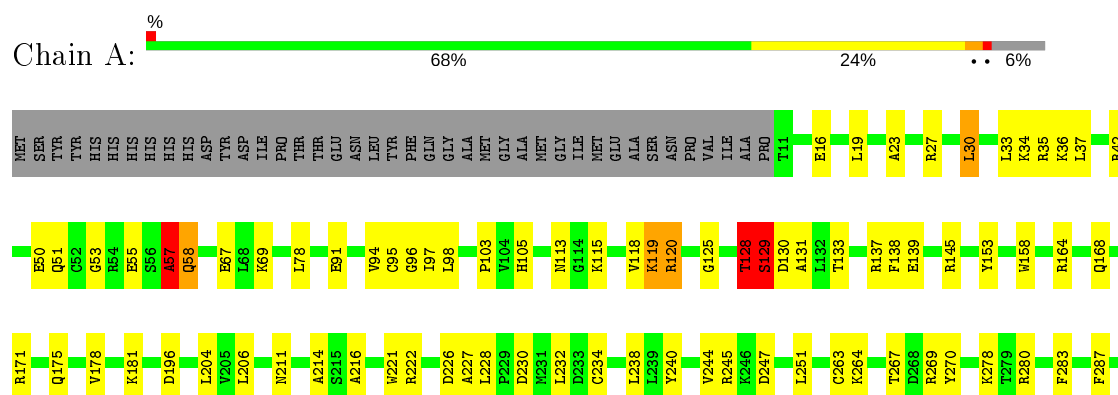 %
Chain A:
68% 24% • • 6%
MET SER TYR TYR HIS HIS HIS HIS HIS HIS ASP TYR ASP ILE PRO THR THR GLU ASN LEU TYR PHE GLN GLY ALA MET GLY ALA MET GLY ILE MET GLU ALA SER ASN PRO VAL ILE ALA PRO T11 E16 L19 A23 R27 L30 L33 K34 R35 K36 L37
E50 Q51 C52 G53 R54 E55 S56 A57 Q58 E67 L68 K69 L78 E91 V94 C95 G96 I97 L98 P103 V104 H105 N113 G114 K115 V118 K119 R120 G125 T128 S129 D130 A131 L132 T133 R137 F138 E139 R145 Y153 W158 R164 Q168
R171 Q175 V178 K181 D196 L204 V205 L206 N211 A214 S215 A216 W221 R222 D226 A227 L228 P229 D230 M231 L232 D233 C234 L238 L239 Y240 V244 R245 K246 D247 L251 C263 K264 T267 D268 R269 Y270 K278 T279 R280 F283 F287